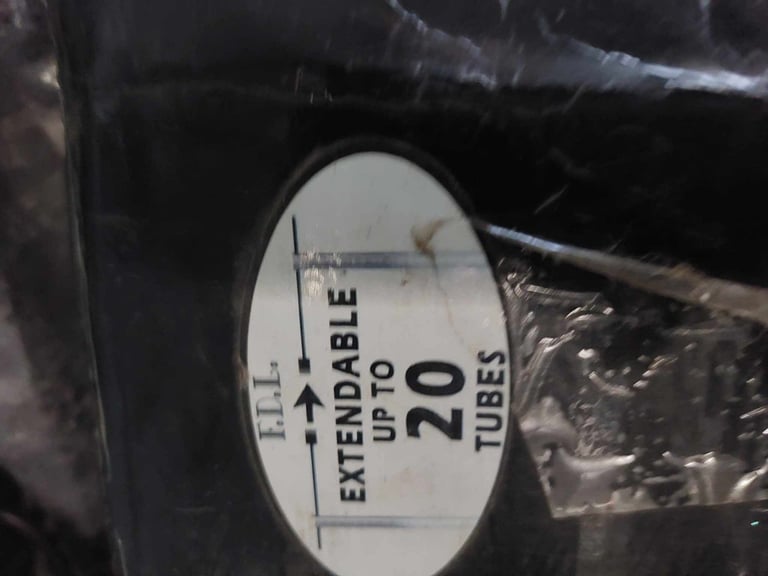 F.D.L.
EXTENDABLE
UP TO
20
TUBES